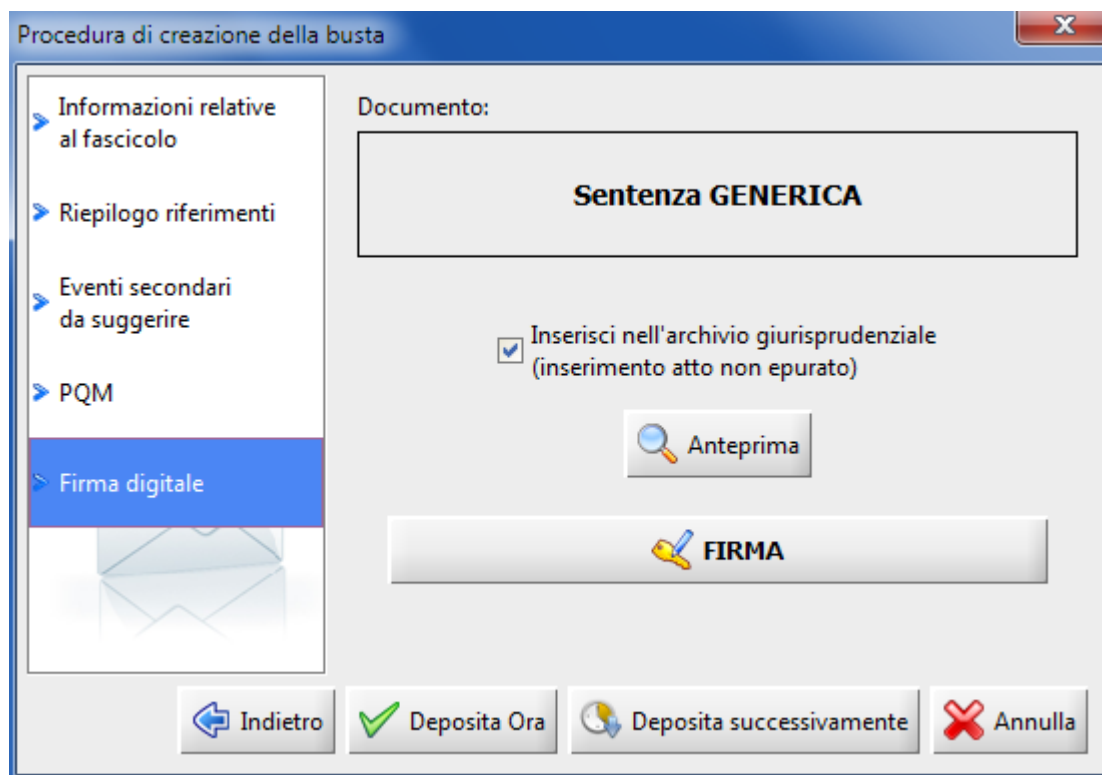 Procedura di creazione della busta
Informazioni relative
al fascicolo
Riepilogo riferimenti
Eventi secondari
da suggerire
PQM
Firma digitale
Documento:
Sentenza GENERICA
Inserisci nell'archivio giurisprudenziale
(inserimento atto non epurato)
Anteprima
FIRMA
Indietro
Deposita Ora
Deposita successivamente
Annulla